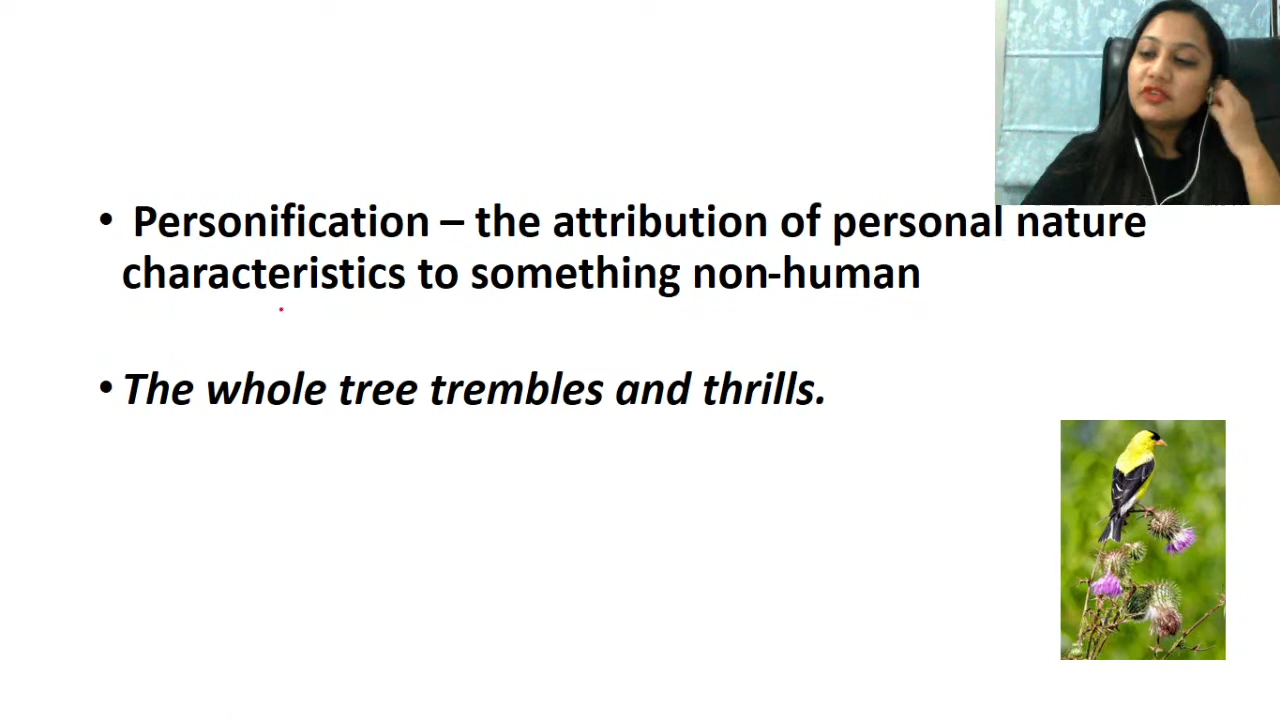 • Personification – the attribution of personal nature
characteristics to something non-human
• The whole tree trembles and thrills.